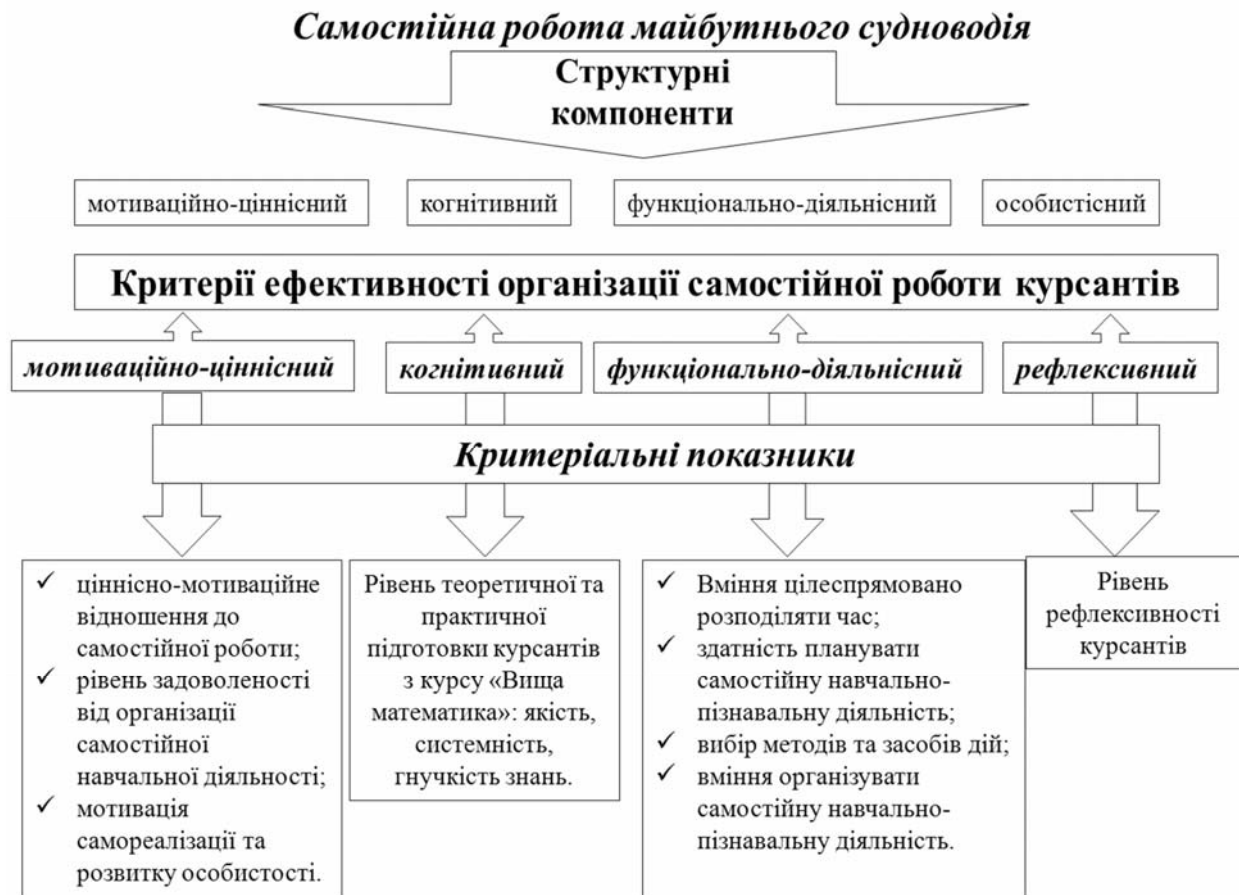 Самостійна робота майбутнього судноводія
Структурні
компоненти
мотиваційно-ціннісний
когнітивний
функціонально-діяльнісний
особистісний
Критерії ефективності організації самостійної роботи курсантів
мотиваційно-ціннісний
когнітивний
функціонально-діяльнісний
рефлексивний
Критеріальні показники
✓ ціннісно-мотиваційне
відношення до
самостійної роботи;
✓ рівень задоволеності
від організації
самостійної
навчальної діяльності;
✓ мотивація
самореалізації та
розвитку особистості.
Рівень теоретичної та
практичної
підготовки курсантів
з курсу «Вища
математика»: якість,
системність,
гнучкість знань.
✓ Вміння цілеспрямовано
розподіляти час;
✓ здатність планувати
самостійну навчально-
пізнавальну діяльність;
✓ вибір методів та засобів дій;
✓ вміння організувати
самостійну навчально-
пізнавальну діяльність.
Рівень
рефлексивності
курсантів